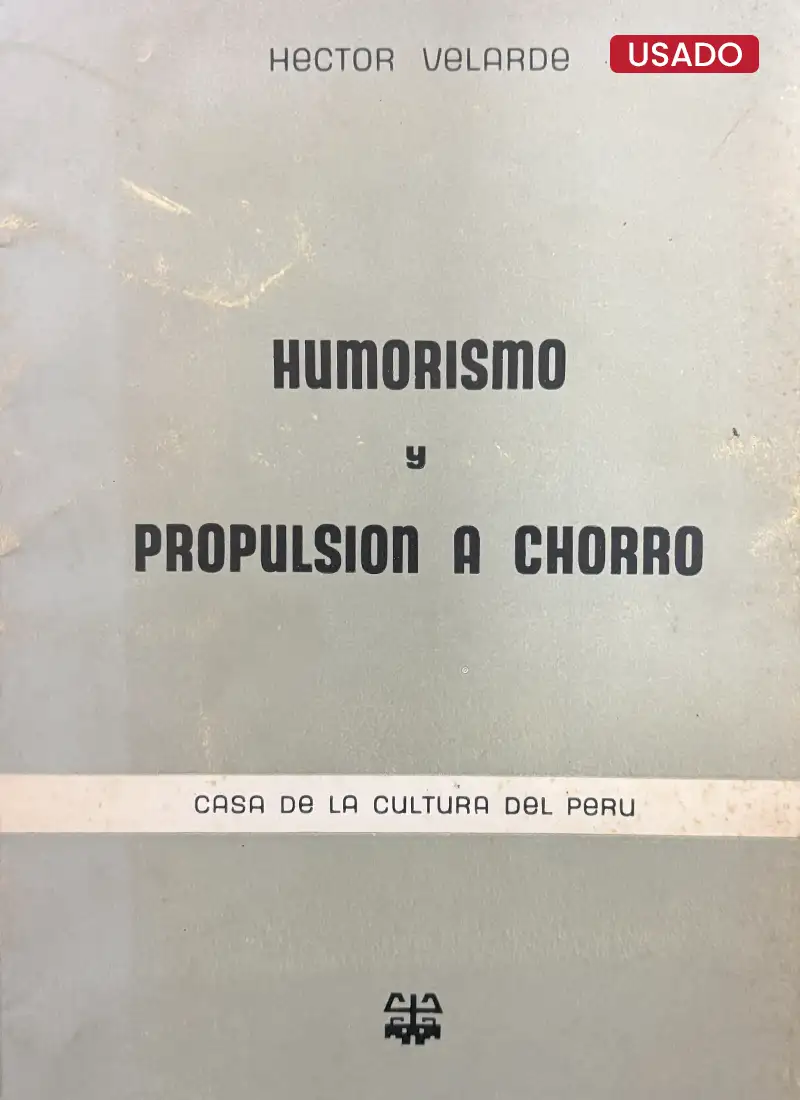 HECTOR VELARDE
USADO
HUMORISMO
y
PROPULSION A CHORRO
CASA DE LA CULTURA DEL PERU